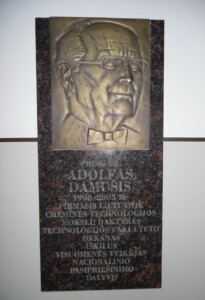 PROF. DR.
ADOLFAS
DAMUŠIS
1908-2003 M.
PIRMASIS LIETUVOJE
CHEMINĖS TECHNOLOGIJOS
MOKSLŲ DAKTARAS
TECHNOLOGIJOS FAKULTETO
DEKANAS
IŠKILUS
VISUOMENĖS VEIKĖJAS
NACIONALINIO
PASIPRIEŠINIMO
DALYVIS